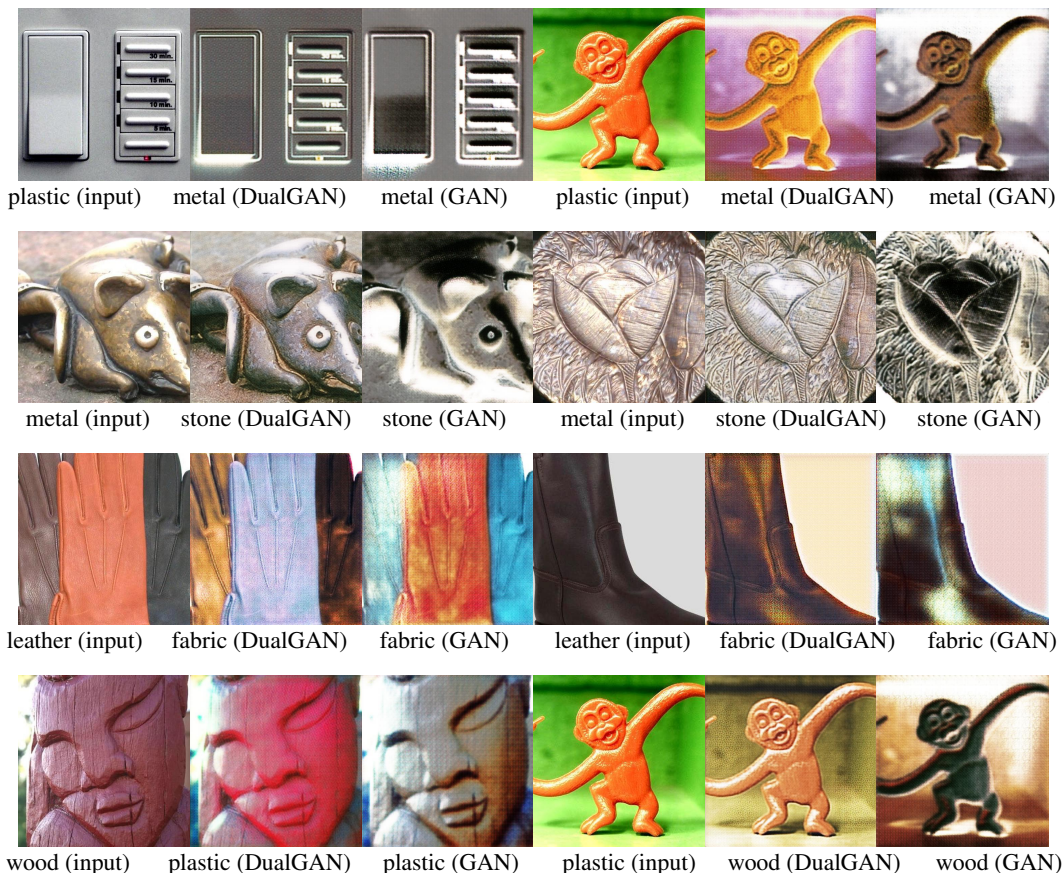 30 min.
15 min.
10 min.
5 min.
plastic (input) metal (DualGAN) metal (GAN) plastic (input) metal (DualGAN) metal (GAN)
metal (input) stone (DualGAN) stone (GAN) metal (input) stone (DualGAN) stone (GAN)
leather (input) fabric (DualGAN) fabric (GAN) leather (input) fabric (DualGAN) fabric (GAN)
wood (input) plastic (DualGAN) plastic (GAN) plastic (input) wood (DualGAN) wood (GAN)